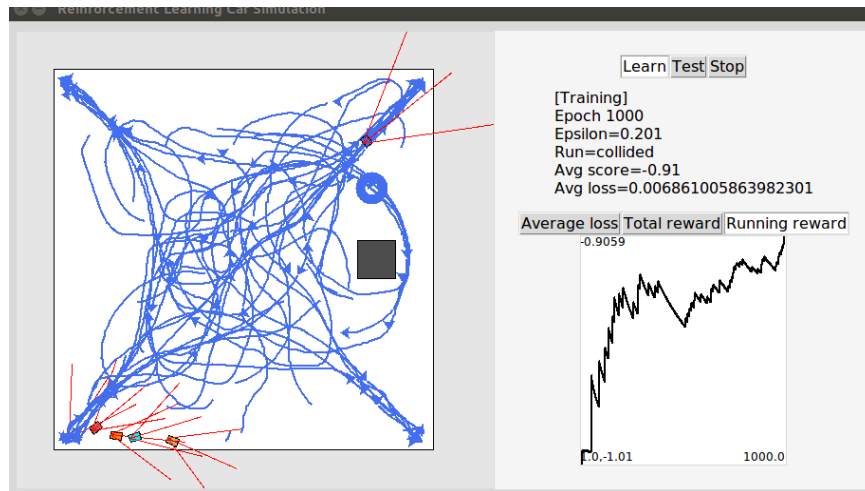 Reinforcement Learning Car Simulation
Learn Test Stop
[Training]
Epoch 1000
Epsilon=0.201
Run=collided
Avg score=-0.91
Avg loss=0.006861005863982301
Average loss Total reward Running reward
-0.9059
1.0,-1.01 1000.0